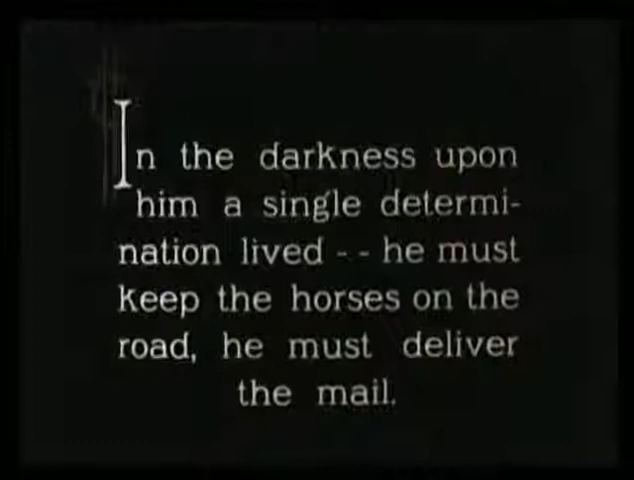 In the darkness upon
him a single determi-
nation lived -- he must
keep the horses on the
road, he must deliver
the mail.